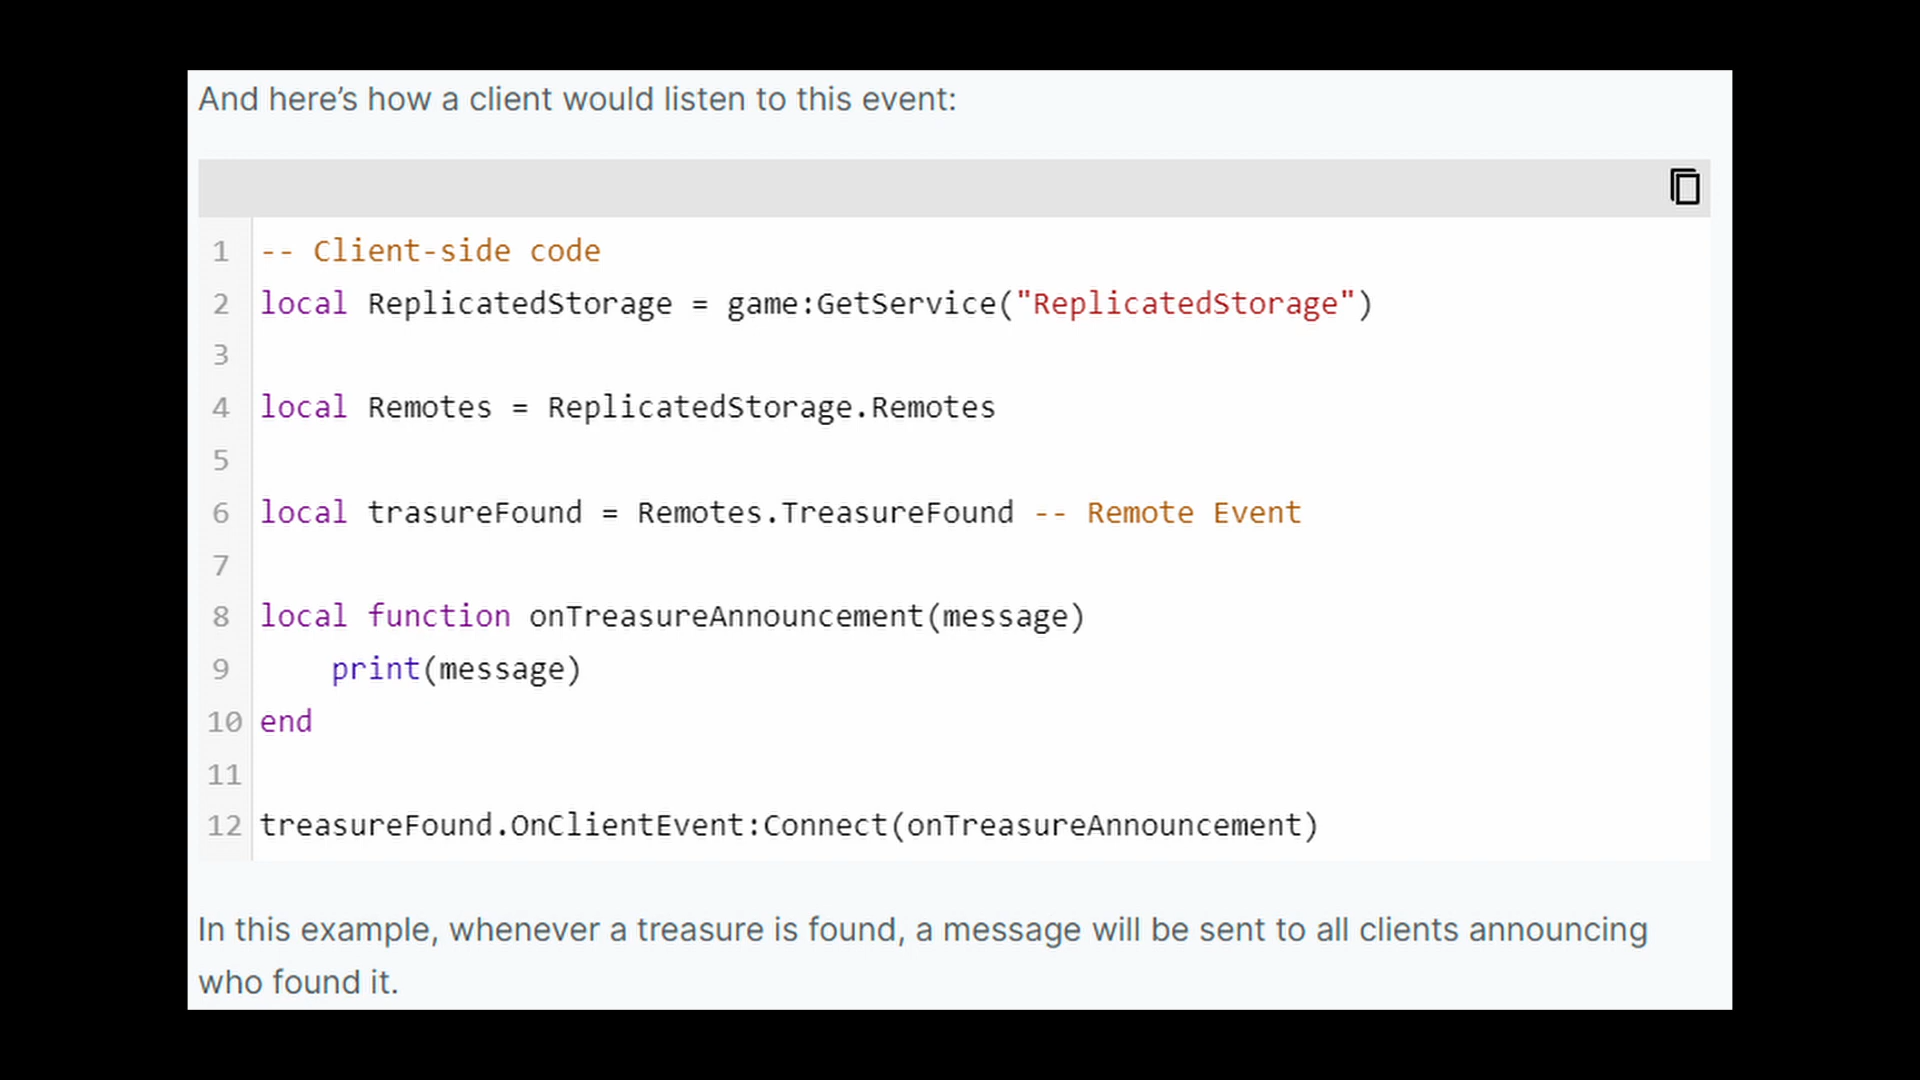 And here’s how a client would listen to this event:
1 -- Client-side code
2 local ReplicatedStorage = game:GetService("ReplicatedStorage")
3
4 local Remotes = ReplicatedStorage.Remotes
5
6 local trasureFound = Remotes.TreasureFound -- Remote Event
7
8 local function onTreasureAnnouncement(message)
9     print(message)
10 end
11
12 treasureFound.OnClientEvent:Connect(onTreasureAnnouncement)
In this example, whenever a treasure is found, a message will be sent to all clients announcing
who found it.